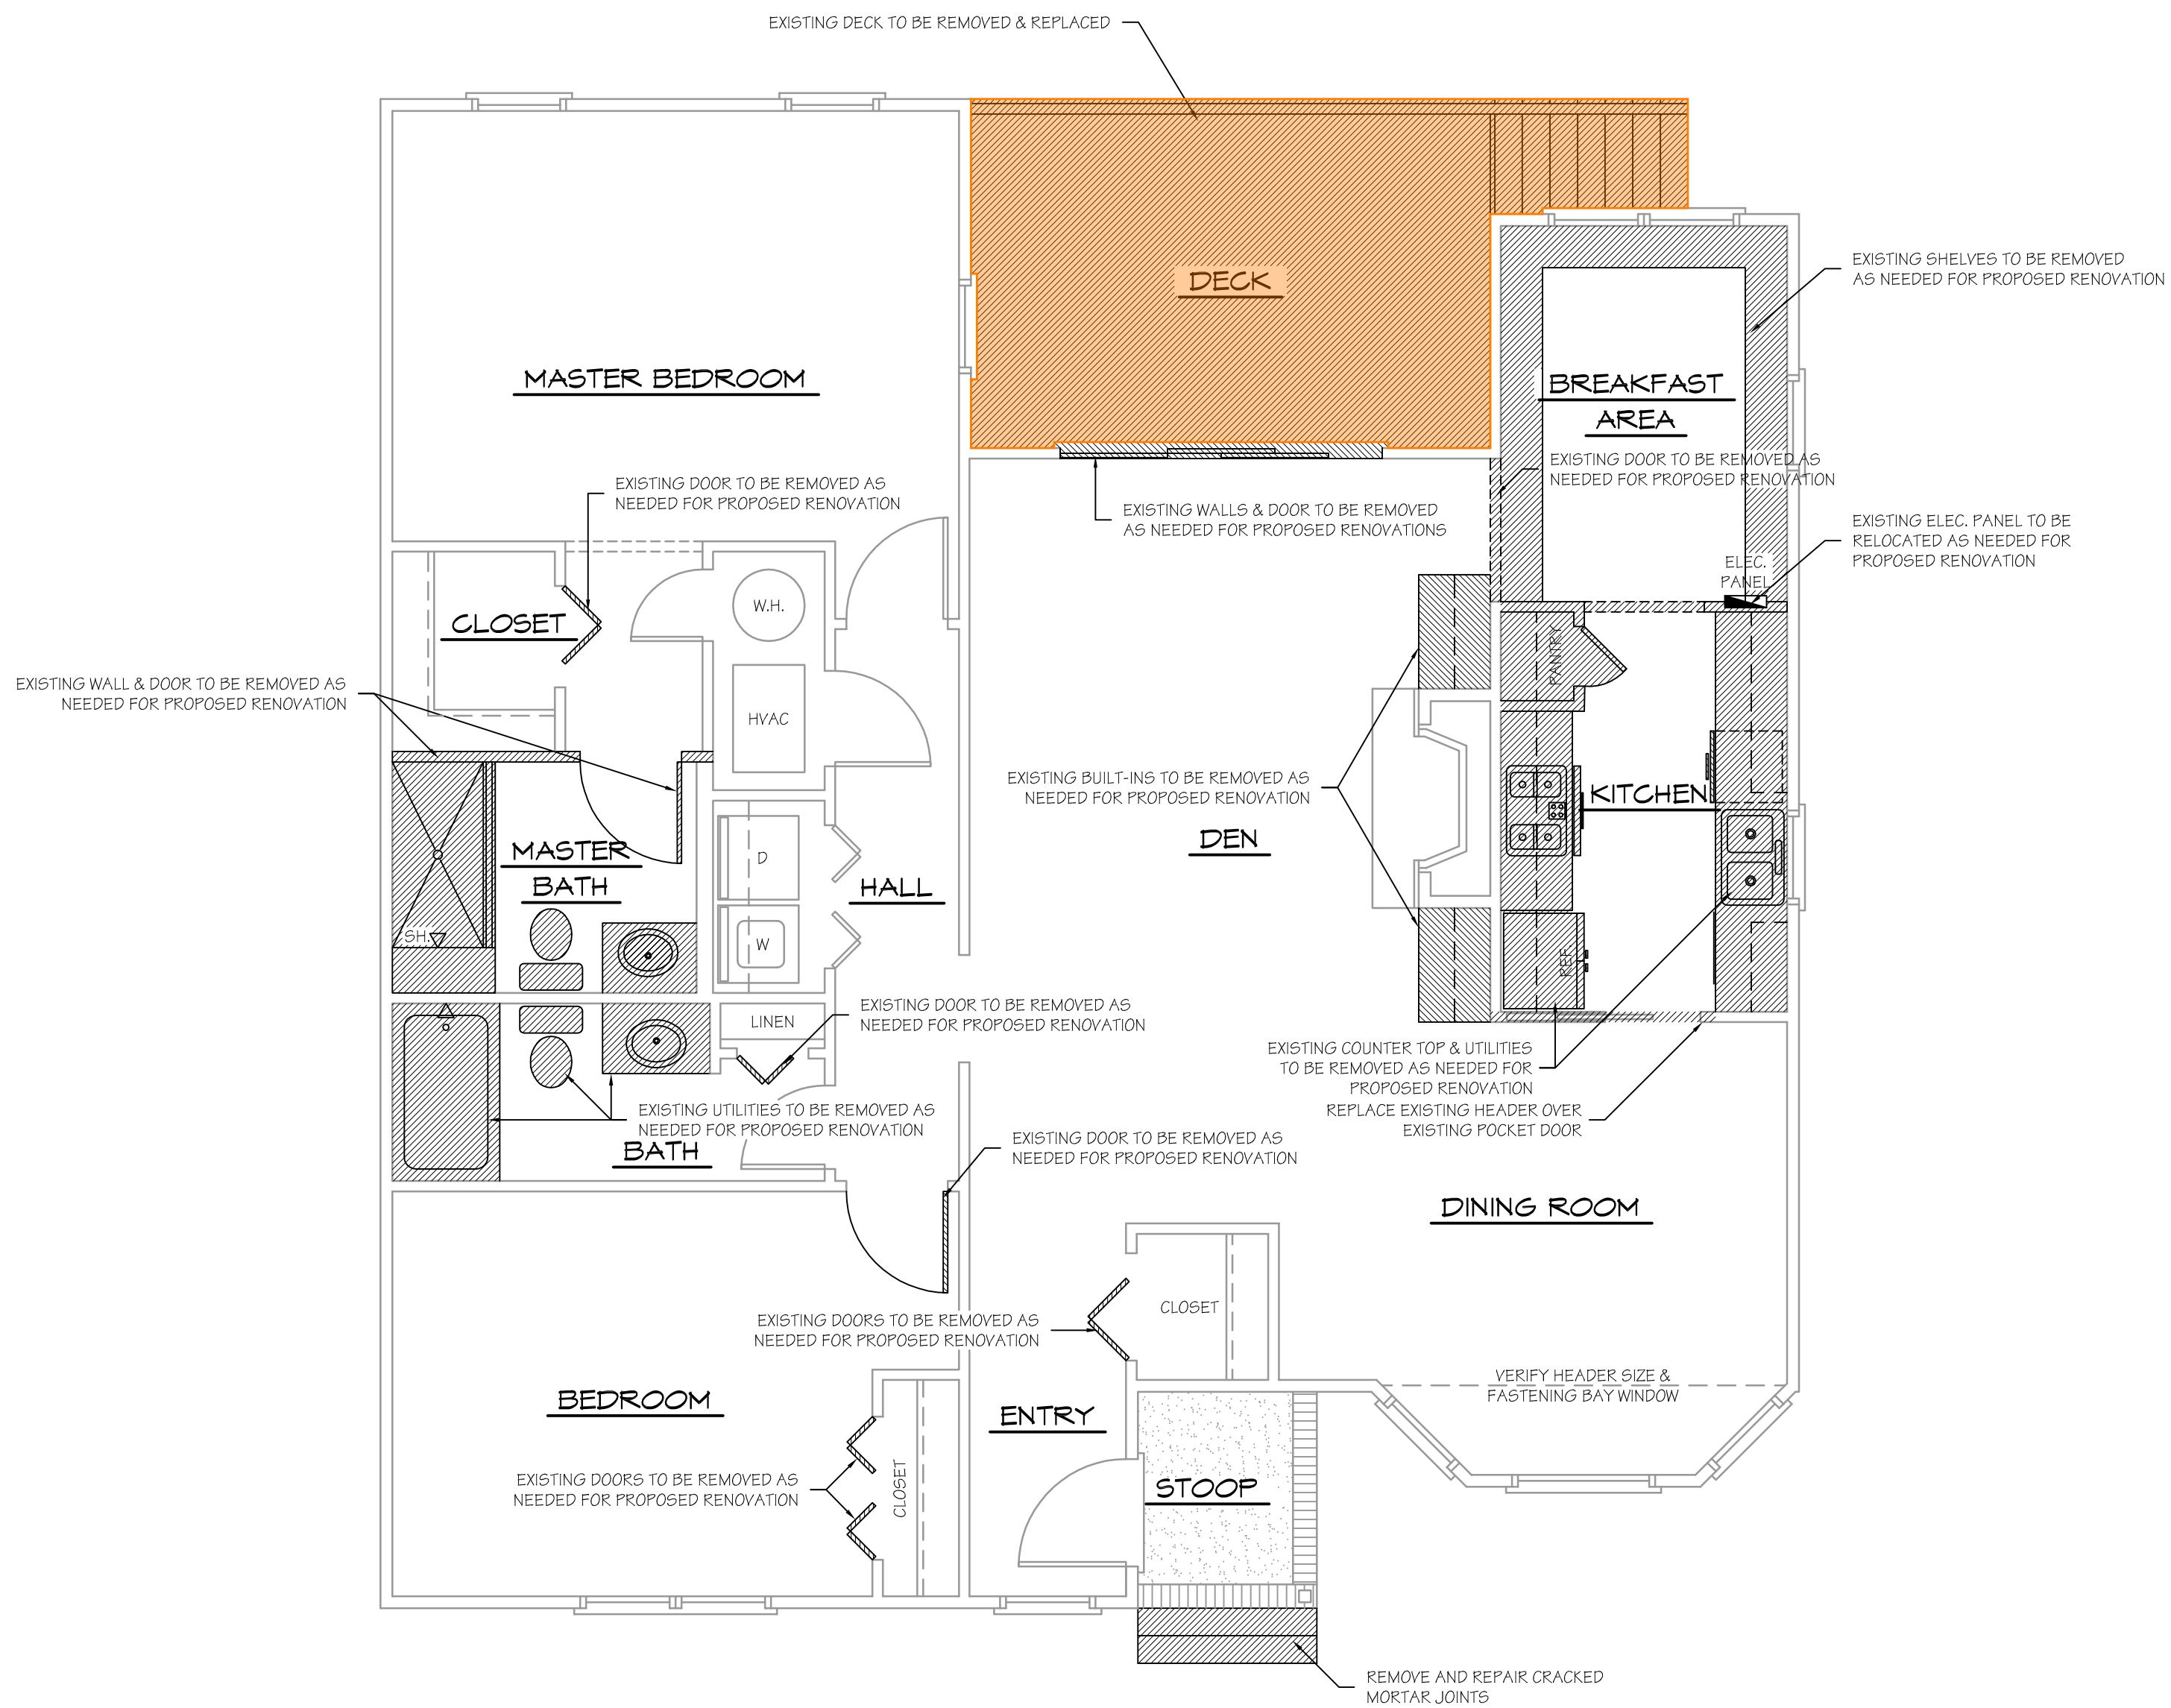 EXISTING DECK TO BE REMOVED & REPLACED
DECK
EXISTING SHELVES TO BE REMOVED
AS NEEDED FOR PROPOSED RENOVATION
MASTER BEDROOM
BREAKFAST
AREA
EXISTING DOOR TO BE REMOVED AS
NEEDED FOR PROPOSED RENOVATION
EXISTING DOOR TO BE REMOVED AS
NEEDED FOR PROPOSED RENOVATION
EXISTING WALLS & DOOR TO BE REMOVED
AS NEEDED FOR PROPOSED RENOVATIONS
EXISTING ELEC. PANEL TO BE
RELOCATED AS NEEDED FOR
PROPOSED RENOVATION
ELEC.
PANEL
W.H.
CLOSET
PANTRY
EXISTING WALL & DOOR TO BE REMOVED AS
NEEDED FOR PROPOSED RENOVATION
HVAC
EXISTING BUILT-INS TO BE REMOVED AS
NEEDED FOR PROPOSED RENOVATION
KITCHEN
DEN
MASTER
BATH
D
HALL
SH.
W
REF.
EXISTING DOOR TO BE REMOVED AS
NEEDED FOR PROPOSED RENOVATION
LINEN
EXISTING COUNTER TOP & UTILITIES
TO BE REMOVED AS NEEDED FOR
PROPOSED RENOVATION
REPLACE EXISTING HEADER OVER
EXISTING POCKET DOOR
EXISTING UTILITIES TO BE REMOVED AS
NEEDED FOR PROPOSED RENOVATION
BATH
EXISTING DOOR TO BE REMOVED AS
NEEDED FOR PROPOSED RENOVATION
DINING ROOM
CLOSET
EXISTING DOORS TO BE REMOVED AS
NEEDED FOR PROPOSED RENOVATION
VERIFY HEADER SIZE &
FASTENING BAY WINDOW
BEDROOM
ENTRY
EXISTING DOORS TO BE REMOVED AS
NEEDED FOR PROPOSED RENOVATION
CLOSET
STOOP
REMOVE AND REPAIR CRACKED
MORTAR JOINTS